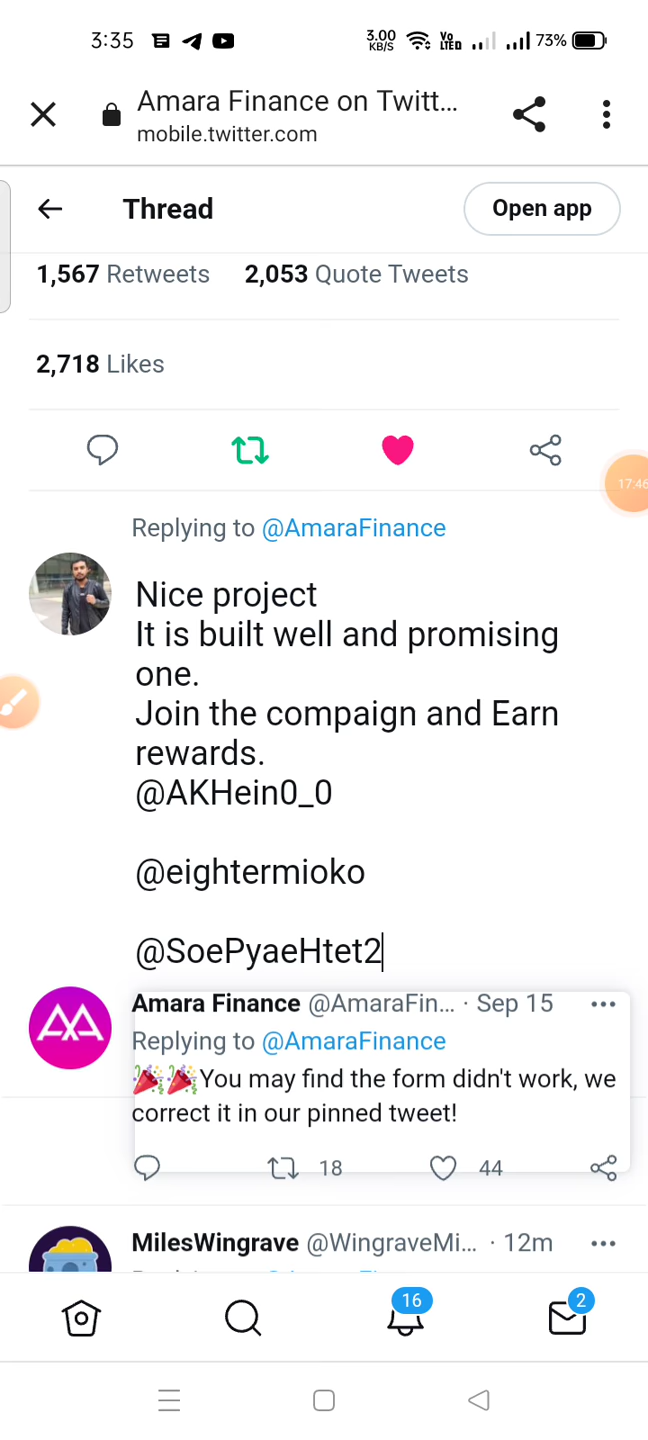 3:35 3.00 KB/S Vo LTED 73%
Amara Finance on Twitt...
mobile.twitter.com
Thread Open app
1,567 Retweets 2,053 Quote Tweets
2,718 Likes
17:46
Replying to @AmaraFinance
Nice project
It is built well and promising
one.
Join the compaign and Earn
rewards.
@AKHein0_0
@eightermioko
@SoePyaeHtet2
Amara Finance @AmaraFin... · Sep 15
Replying to @AmaraFinance
🎉🎉You may find the form didn't work, we
correct it in our pinned tweet!
18 44
MilesWingrave @WingraveMi... · 12m
16 2